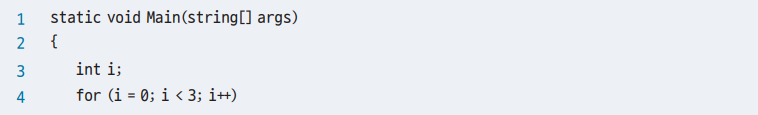 1 static void Main(string[] args)
2 {
3 int i;
4 for (i = 0; i < 3; i++)